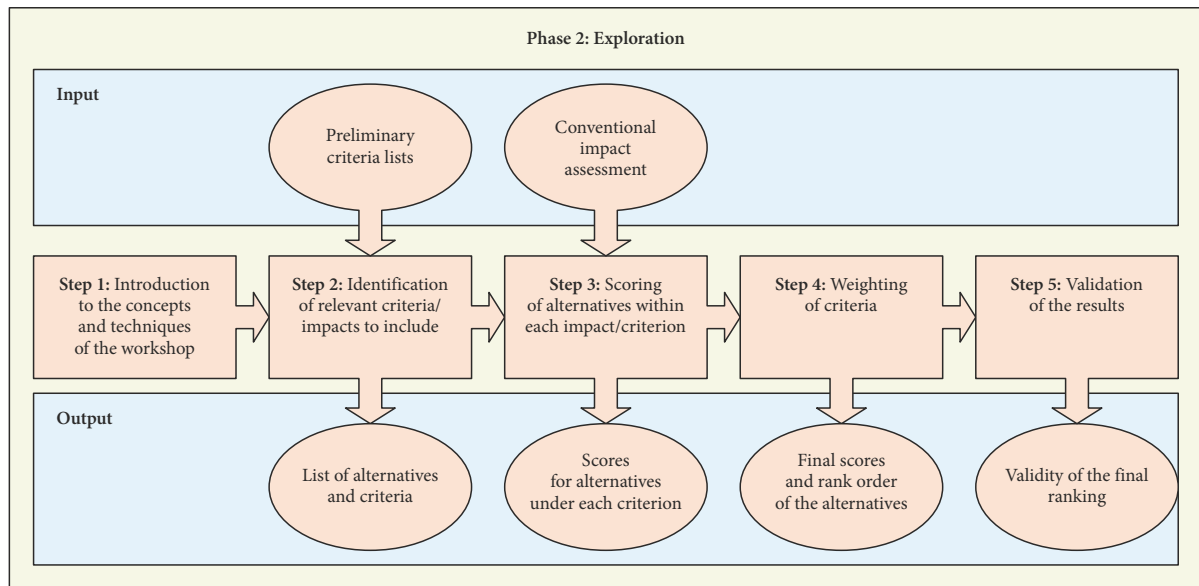 Phase 2: Exploration
Input
Preliminary
criteria lists
Conventional
impact
assessment
Step 1: Introduction
to the concepts
and techniques
of the workshop
Step 2: Identification
of relevant criteria/
impacts to include
Step 3: Scoring
of alternatives within
each impact/criterion
Step 4: Weighting
of criteria
Step 5: Validation
of the results
Output
List of alternatives
and criteria
Scores
for alternatives
under each criterion
Final scores
and rank order
of the alternatives
Validity of the final
ranking